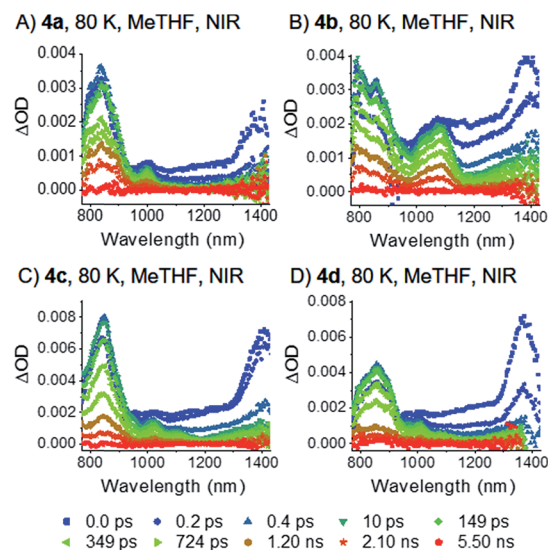 A) 4a, 80 K, MeTHF, NIR
B) 4b, 80 K, MeTHF, NIR
ΔOD
0.004
0.003
0.002
0.001
0.000
800 1000 1200 1400
Wavelength (nm)
ΔOD
0.004
0.003
0.002
0.001
0.000
800 1000 1200 1400
Wavelength (nm)
C) 4c, 80 K, MeTHF, NIR
D) 4d, 80 K, MeTHF, NIR
ΔOD
0.008
0.006
0.004
0.002
0.000
800 1000 1200 1400
Wavelength (nm)
ΔOD
0.008
0.006
0.004
0.002
0.000
800 1000 1200 1400
Wavelength (nm)
0.0 ps 0.2 ps 0.4 ps 10 ps 149 ps
349 ps 724 ps 1.20 ns 2.10 ns 5.50 ns